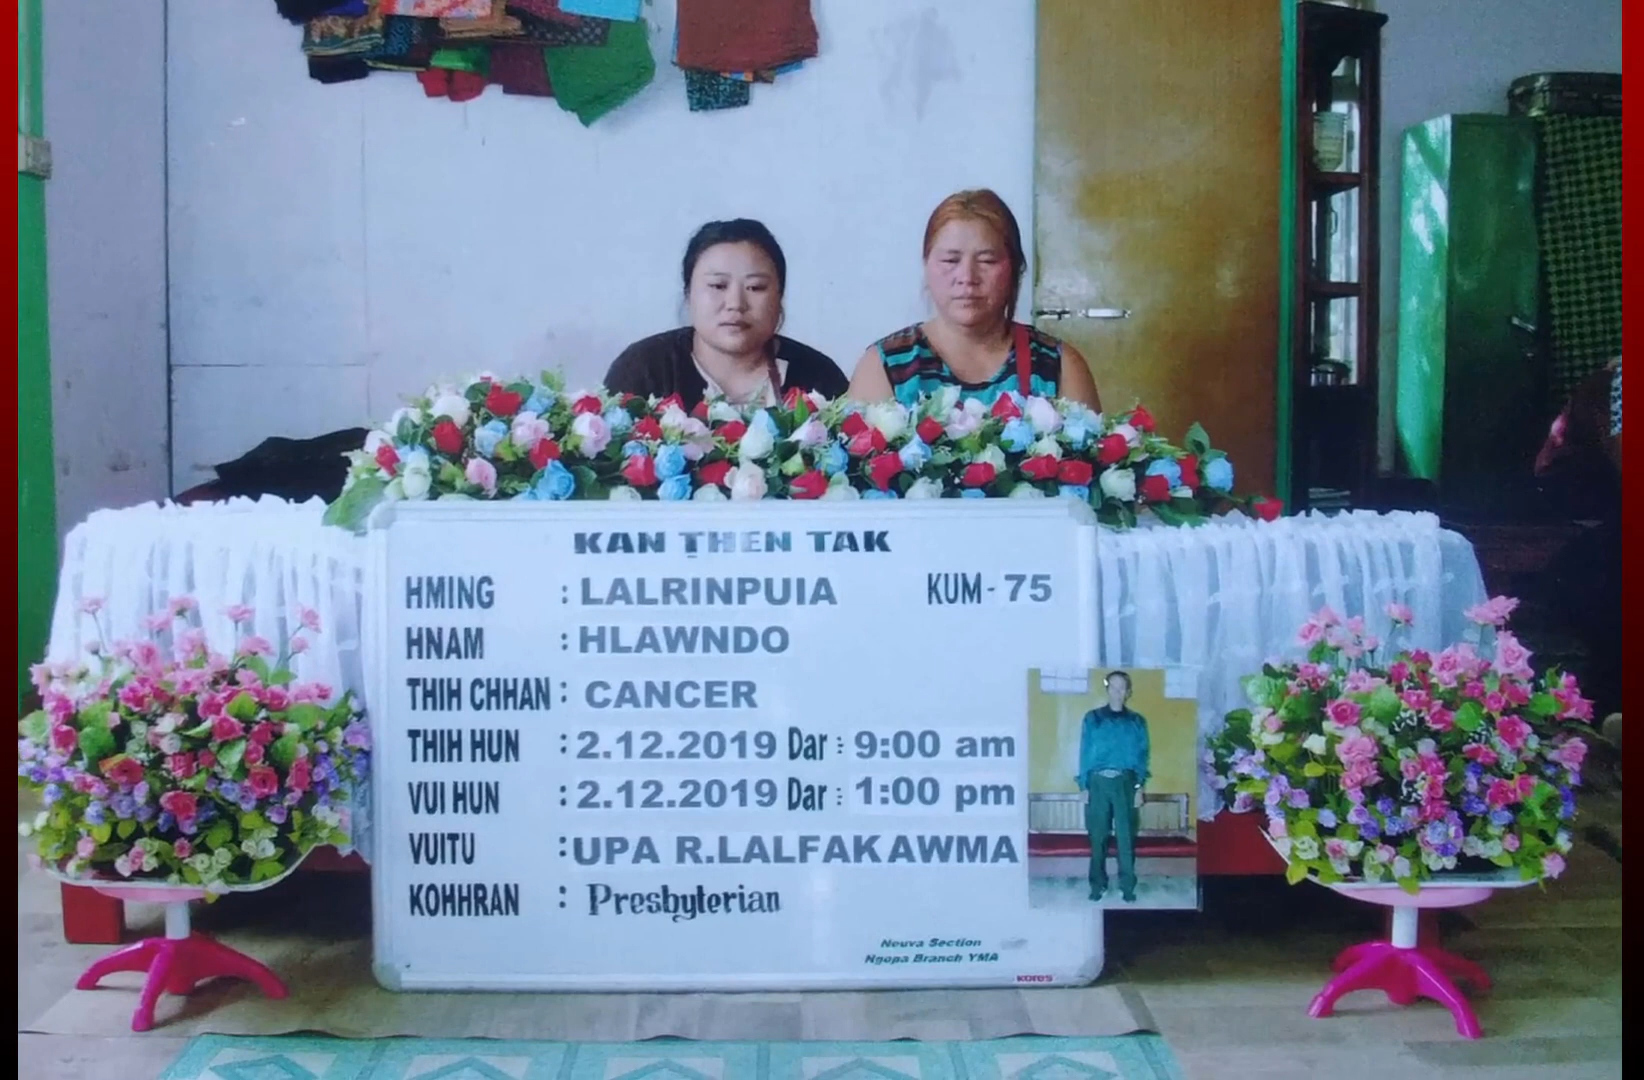 KAN ṬHEN TAK
HMING : LALRINPUIA KUM - 75
HNAM : HLAWNDO
THIH CHHAN : CANCER
THIH HUN : 2.12.2019 Dar : 9:00 am
VUI HUN : 2.12.2019 Dar : 1:00 pm
VUITU : UPA R.LALFAKAWMA
KOHHRAN : Presbyterian
Neuva Section
Ngopa Branch YMA
kores